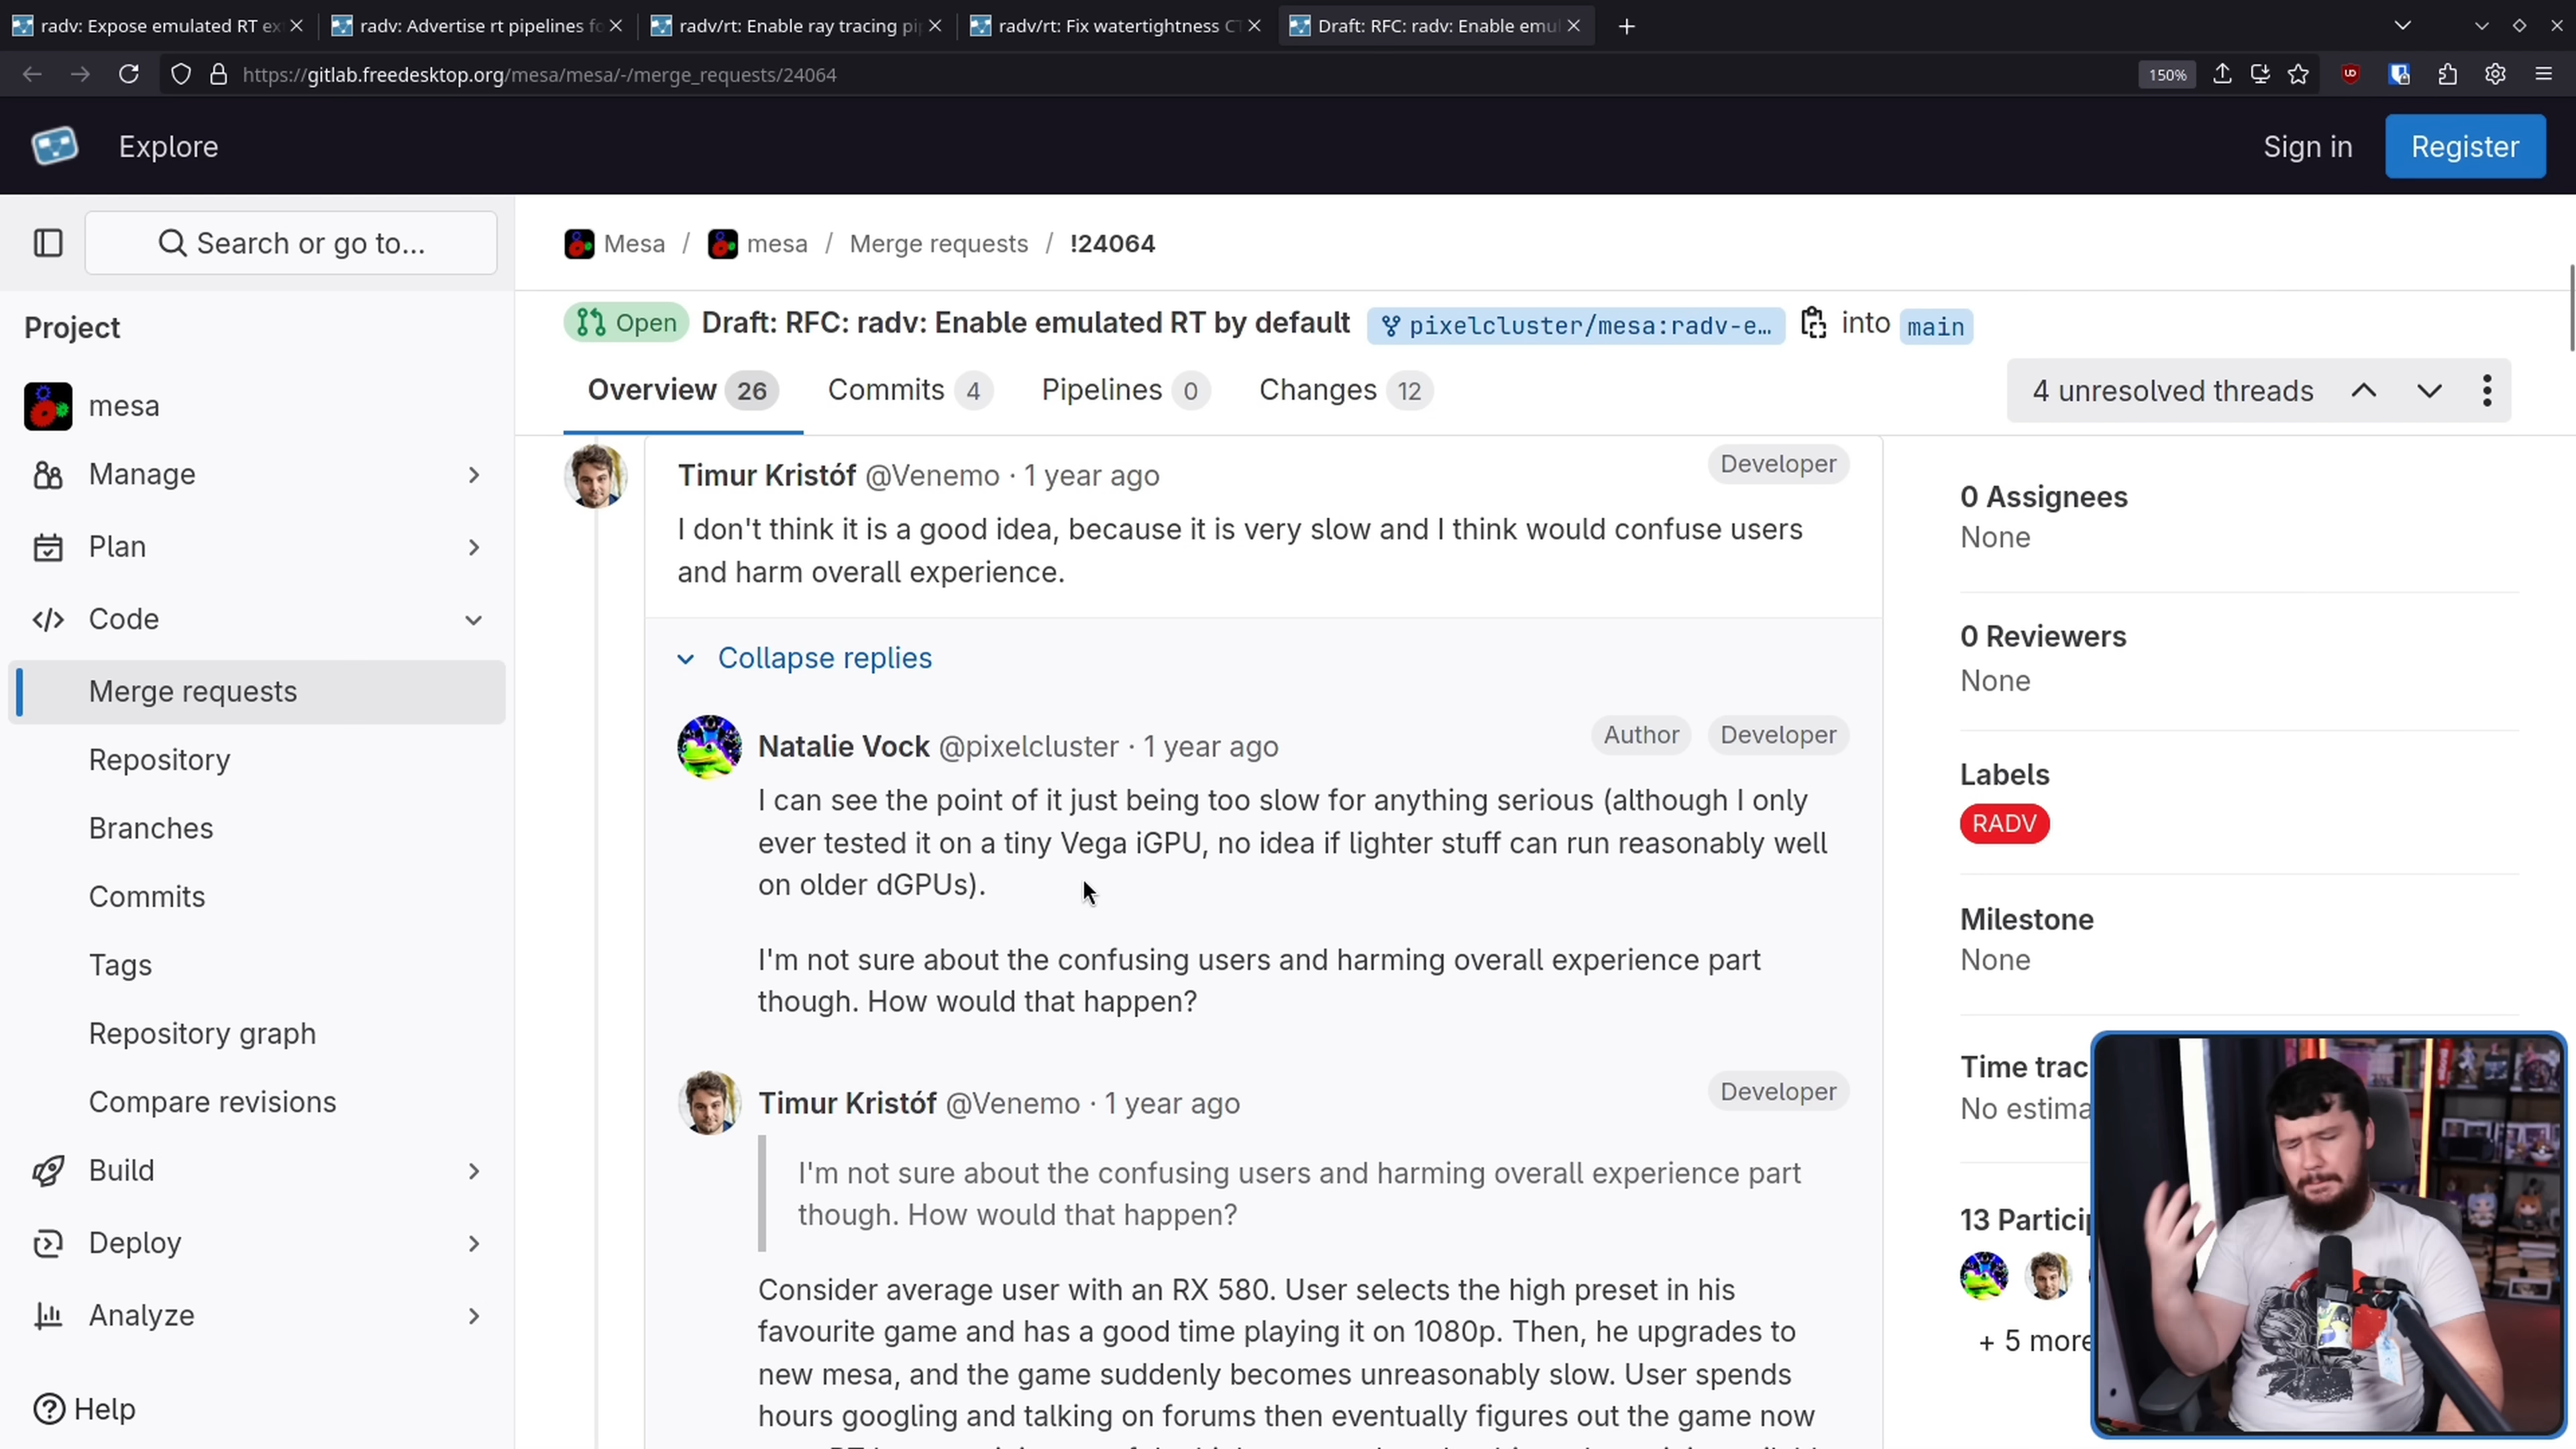 radv: Expose emulated RT ex
radv: Advertise rt pipelines fo
radv/rt: Enable ray tracing pi
radv/rt: Fix watertightness C
Draft: RFC: radv: Enable emul
https://gitlab.freedesktop.org/mesa/mesa/-/merge_requests/24064
150%
Explore
Sign in
Register
Search or go to...
Project
mesa
Manage
Plan
Code
Merge requests
Repository
Branches
Commits
Tags
Repository graph
Compare revisions
Build
Deploy
Analyze
Help
Mesa / mesa / Merge requests / !24064
Open Draft: RFC: radv: Enable emulated RT by default pixelcluster/mesa:radv-e… into main
Overview 26 Commits 4 Pipelines 0 Changes 12
4 unresolved threads
Timur Kristóf @Venemo · 1 year ago
Developer
I don't think it is a good idea, because it is very slow and I think would confuse users
and harm overall experience.
Collapse replies
Natalie Vock @pixelcluster · 1 year ago
Author Developer
I can see the point of it just being too slow for anything serious (although I only
ever tested it on a tiny Vega iGPU, no idea if lighter stuff can run reasonably well
on older dGPUs).
I'm not sure about the confusing users and harming overall experience part
though. How would that happen?
Timur Kristóf @Venemo · 1 year ago
Developer
I'm not sure about the confusing users and harming overall experience part
though. How would that happen?
Consider average user with an RX 580. User selects the high preset in his
favourite game and has a good time playing it on 1080p. Then, he upgrades to
new mesa, and the game suddenly becomes unreasonably slow. User spends
hours googling and talking on forums then eventually figures out the game now
0 Assignees
None
0 Reviewers
None
Labels
RADV
Milestone
None
Time trac
No estima
13 Particip
+ 5 more